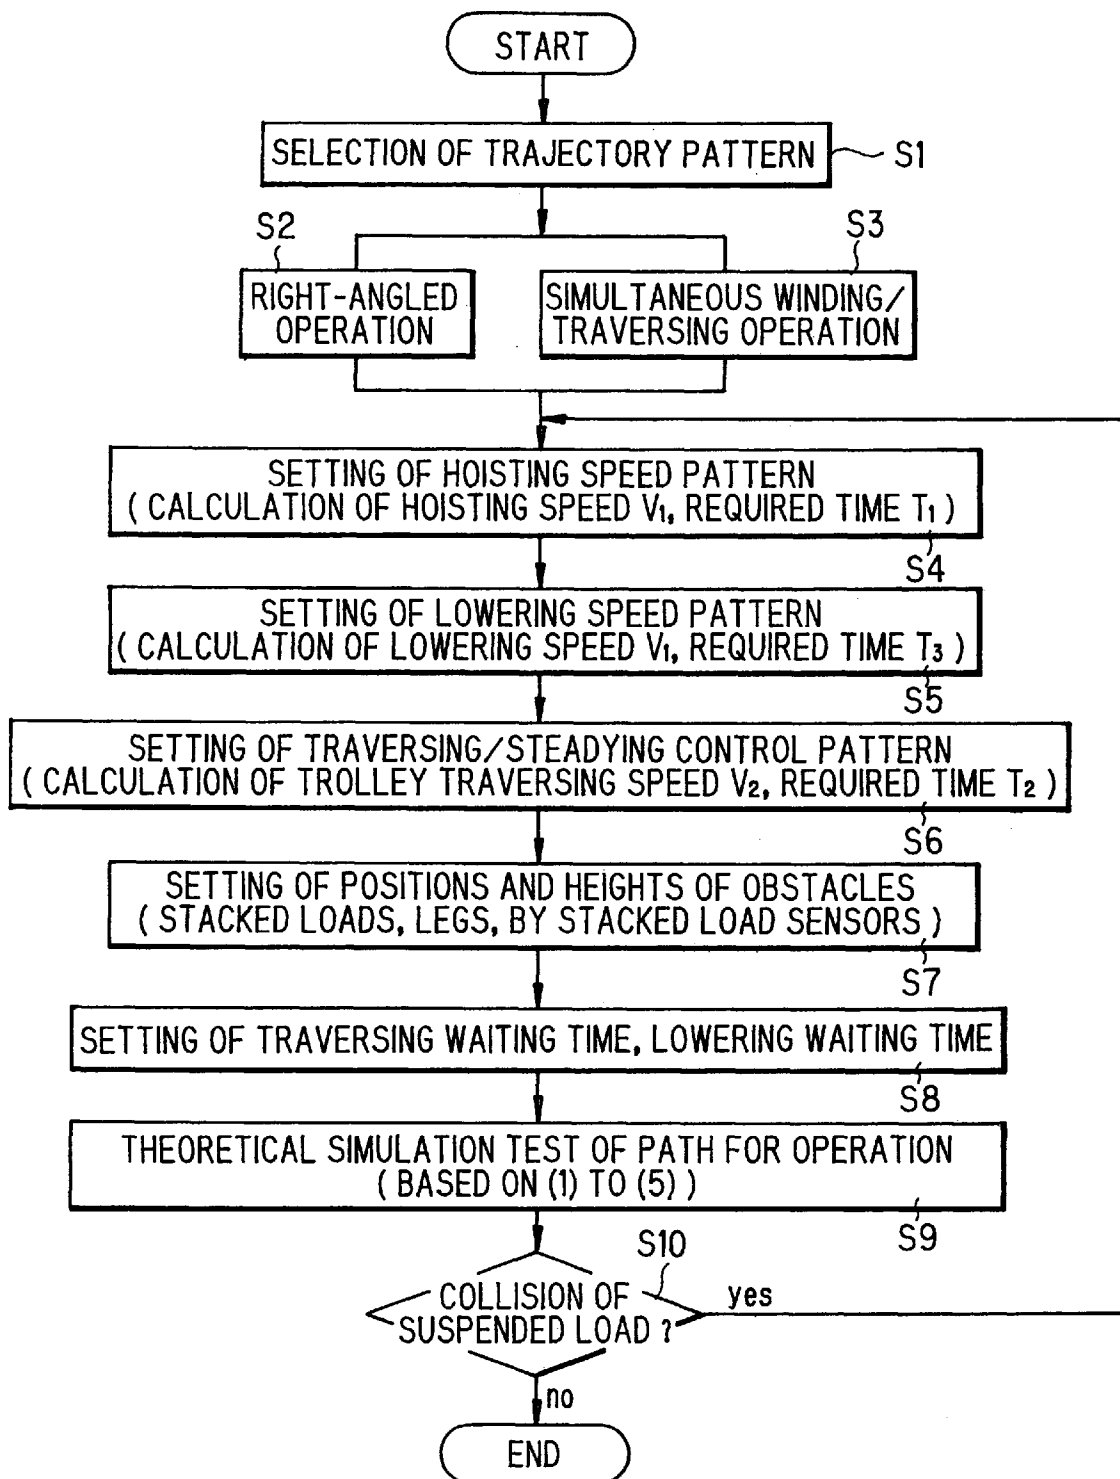 START
SELECTION OF TRAJECTORY PATTERN
S1
S2
S3
RIGHT-ANGLED
OPERATION
SIMULTANEOUS WINDING/
TRAVERSING OPERATION
SETTING OF HOISTING SPEED PATTERN
( CALCULATION OF HOISTING SPEED V₁, REQUIRED TIME T₁ )
S4
SETTING OF LOWERING SPEED PATTERN
( CALCULATION OF LOWERING SPEED V₁, REQUIRED TIME T₃ )
S5
SETTING OF TRAVERSING/STEADYING CONTROL PATTERN
( CALCULATION OF TROLLEY TRAVERSING SPEED V₂, REQUIRED TIME T₂ )
S6
SETTING OF POSITIONS AND HEIGHTS OF OBSTACLES
( STACKED LOADS, LEGS, BY STACKED LOAD SENSORS )
S7
SETTING OF TRAVERSING WAITING TIME, LOWERING WAITING TIME
S8
THEORETICAL SIMULATION TEST OF PATH FOR OPERATION
( BASED ON (1) TO (5) )
S9
S10
COLLISION OF
SUSPENDED LOAD ?
yes
no
END